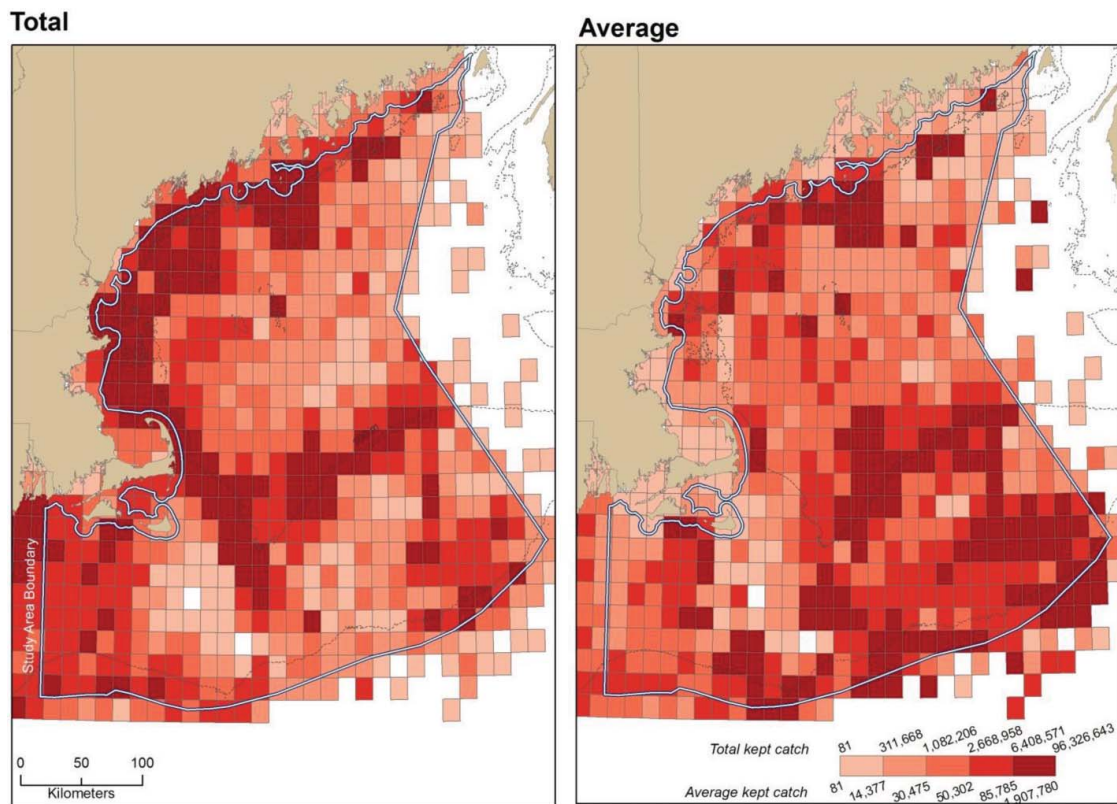 Total
Average
Study Area Boundary
0 50 100
Kilometers
Total kept catch 81 311,668 1,082,206 2,668,958 6,408,571 96,326,643
Average kept catch 81 14,377 30,475 50,302 85,785 1,907,780